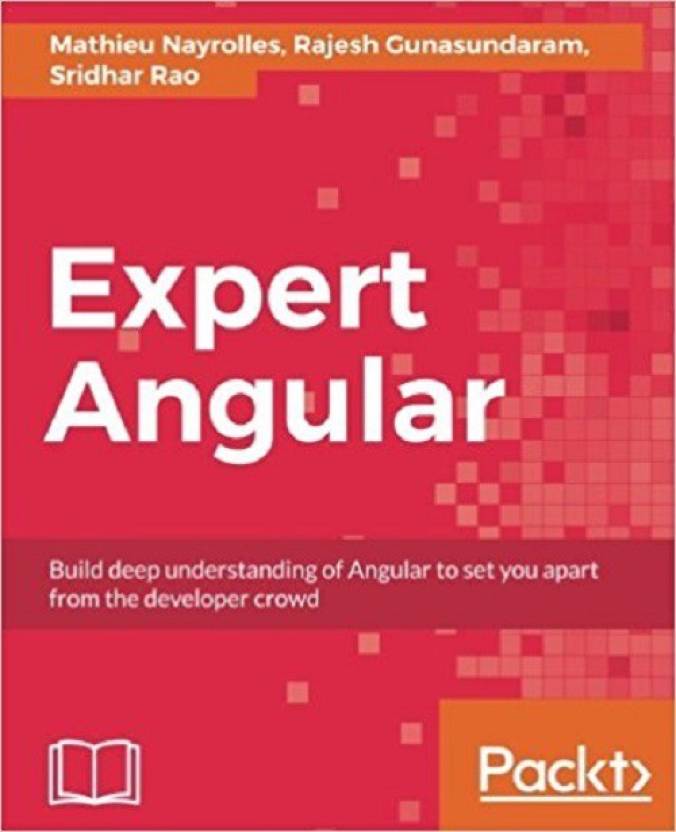 Mathieu Nayrolles, Rajesh Gunasundaram,
Sridhar Rao
Expert
Angular
Build deep understanding of Angular to set you apart
from the developer crowd
Packt>